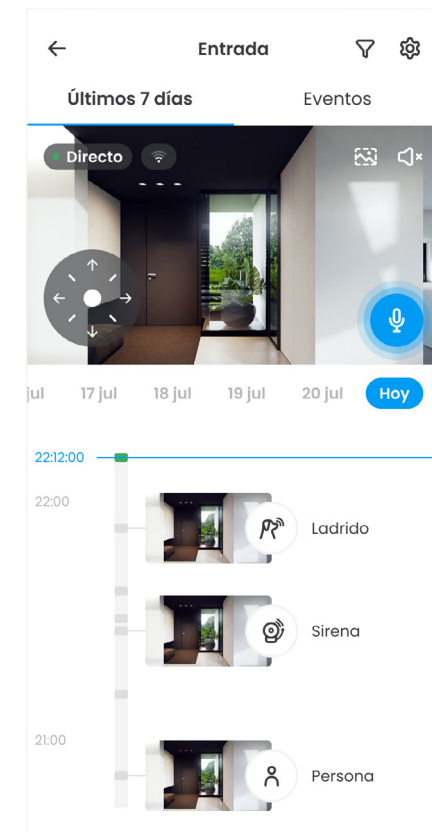 Entrada
Últimos 7 días
Eventos
Directo
jul
17 jul
18 jul
19 jul
20 jul
Hoy
22:12:00
22:00
Ladrido
Sirena
21:00
Persona